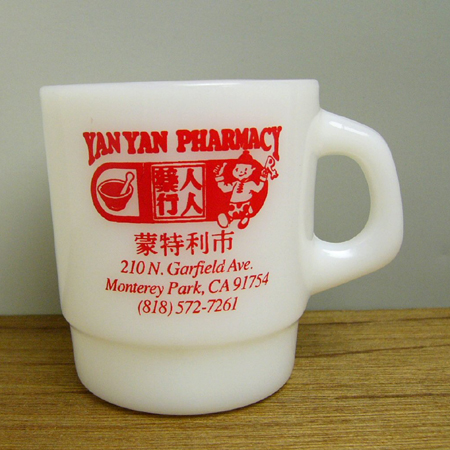 YAN YAN PHARMACY
人人
藥行
蒙特利市
210 N. Garfield Ave.
Monterey Park, CA 91754
(818) 572-7261